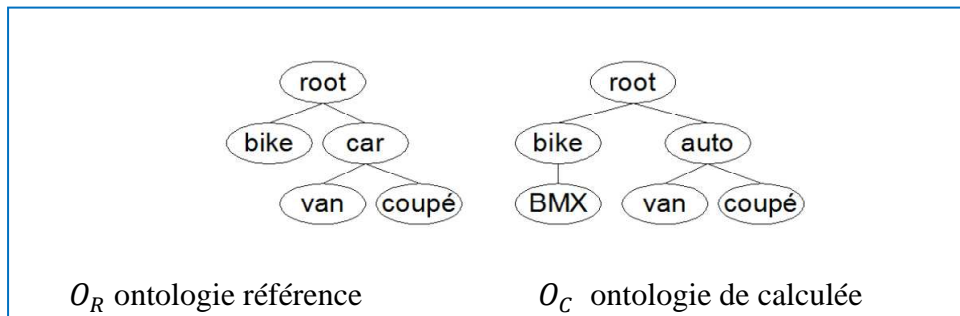 root root
bike car bike auto
van coupé BMX van coupé
O_R ontologie référence O_C ontologie de calculée